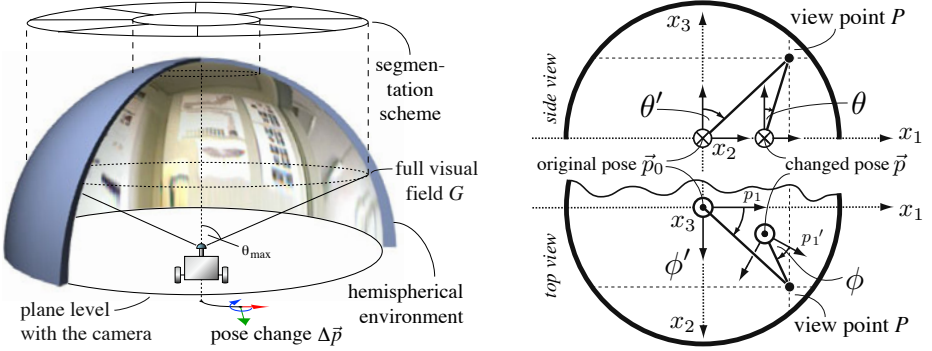 segmen-
tation
scheme
full visual
field G
θmax
hemispherical
environment
plane level
with the camera
pose change Δp⃗
side view
x3
view point P
θ′
θ
x2
x1
original pose p⃗0
changed pose p⃗
top view
x3
p1
x1
p1′
ϕ′
ϕ
x2
view point P